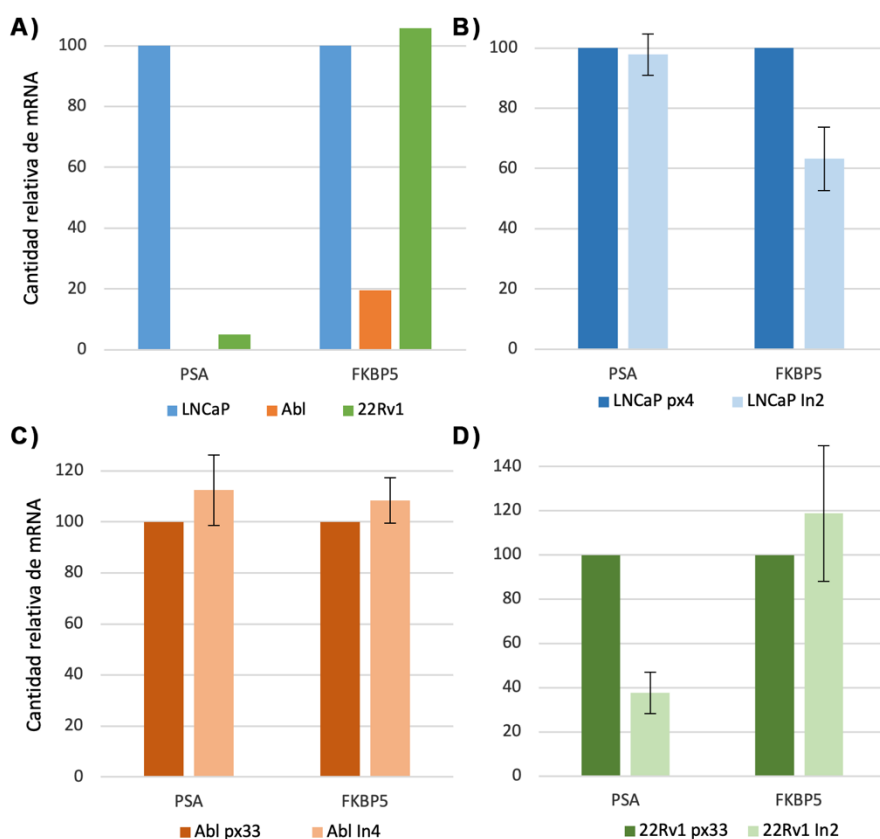 A)
Cantidad relativa de mRNA
100
80
60
40
20
0
PSA
FKBP5
LNCaP
Abl
22Rv1
B)
100
80
60
40
20
0
PSA
FKBP5
LNCaP px4
LNCaP In2
C)
Cantidad relativa de mRNA
120
100
80
60
40
20
0
PSA
FKBP5
Abl px33
Abl In4
D)
140
120
100
80
60
40
20
0
PSA
FKBP5
22Rv1 px33
22Rv1 In2